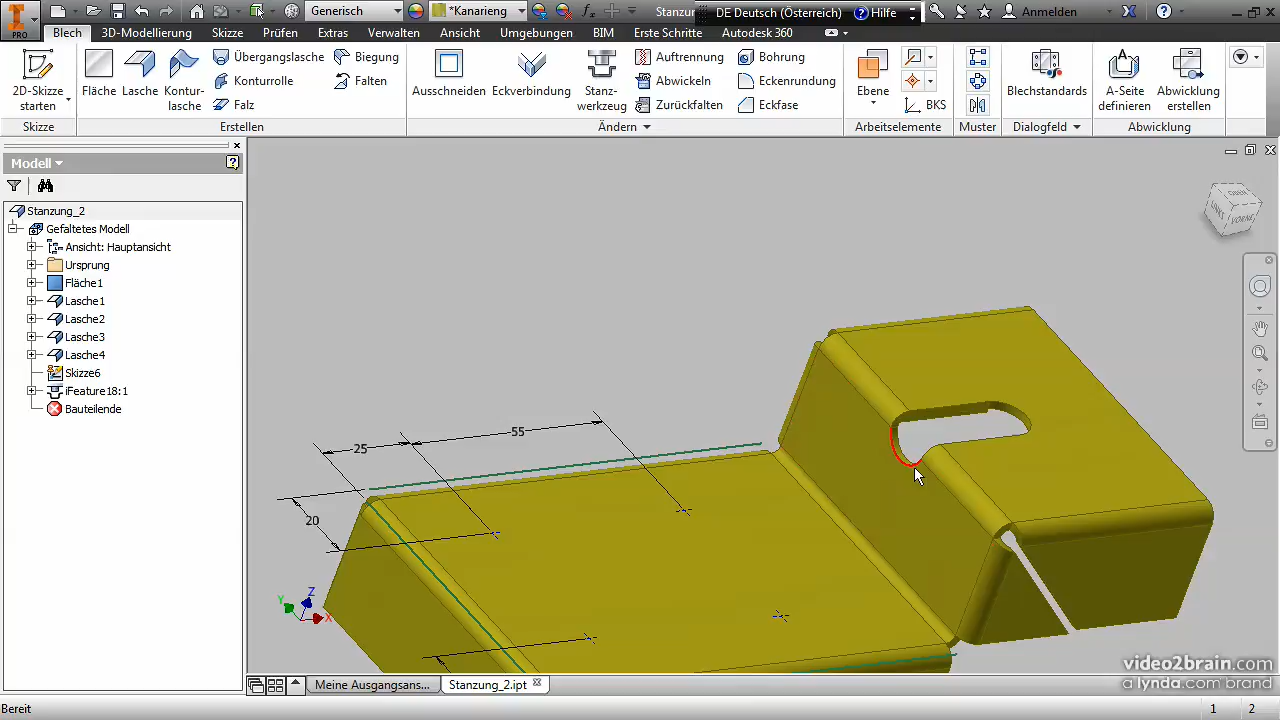 Generisch
*Kanarieng
Stanzun
DE Deutsch (Österreich)
Hilfe
Anmelden
PRO
Blech
3D-Modellierung
Skizze
Prüfen
Extras
Verwalten
Ansicht
Umgebungen
BIM
Erste Schritte
Autodesk 360
2D-Skizze
starten
Fläche
Lasche
Kontur-
lasche
Übergangslasche
Konturrolle
Falz
Biegung
Falten
Ausschneiden
Eckverbindung
Stanz-
werkzeug
Auftrennung
Abwickeln
Zurückfalten
Bohrung
Eckenrundung
Eckfase
Ebene
BKS
Blechstandards
A-Seite
definieren
Abwicklung
erstellen
Skizze
Erstellen
Ändern
Arbeitselemente
Muster
Dialogfeld
Abwicklung
Modell
Stanzung_2
Gefaltetes Modell
Ansicht: Hauptansicht
Ursprung
Fläche1
Lasche1
Lasche2
Lasche3
Lasche4
Skizze6
iFeature18:1
Bauteilende
25
55
20
Z
Y
X
LINKS
VORNE
Meine Ausgangsans...
Stanzung_2.ipt
video2brain.com
a lynda.com brand
Bereit
1
2